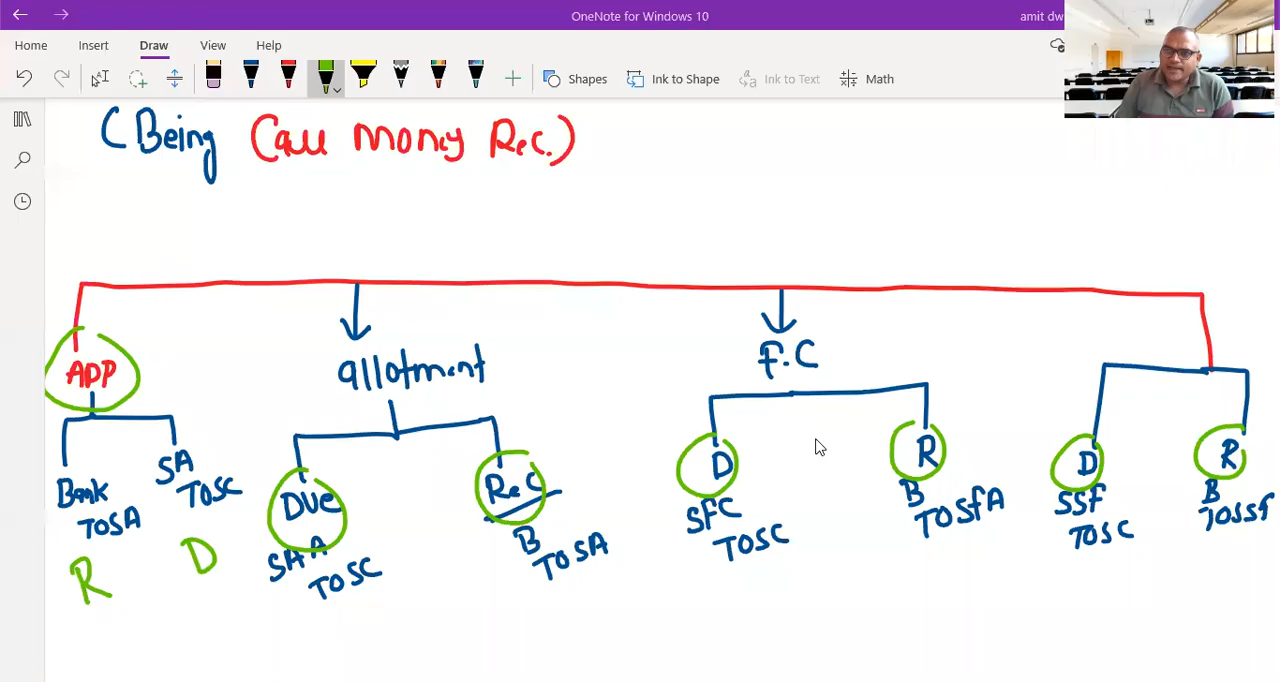 OneNote for Windows 10
amit dw
Home Insert Draw View Help
Shapes Ink to Shape Ink to Text Math
(Being (Call Money Rec.)
APP
allotment
F.C
Bank
TOSA
SA
TOSC
R
D
DUE
SAA
TOSC
Rec
B
TOSA
D
SFC
TOSC
R
B
TOSfA
D
SSF
TOSC
R
B
TOSSf